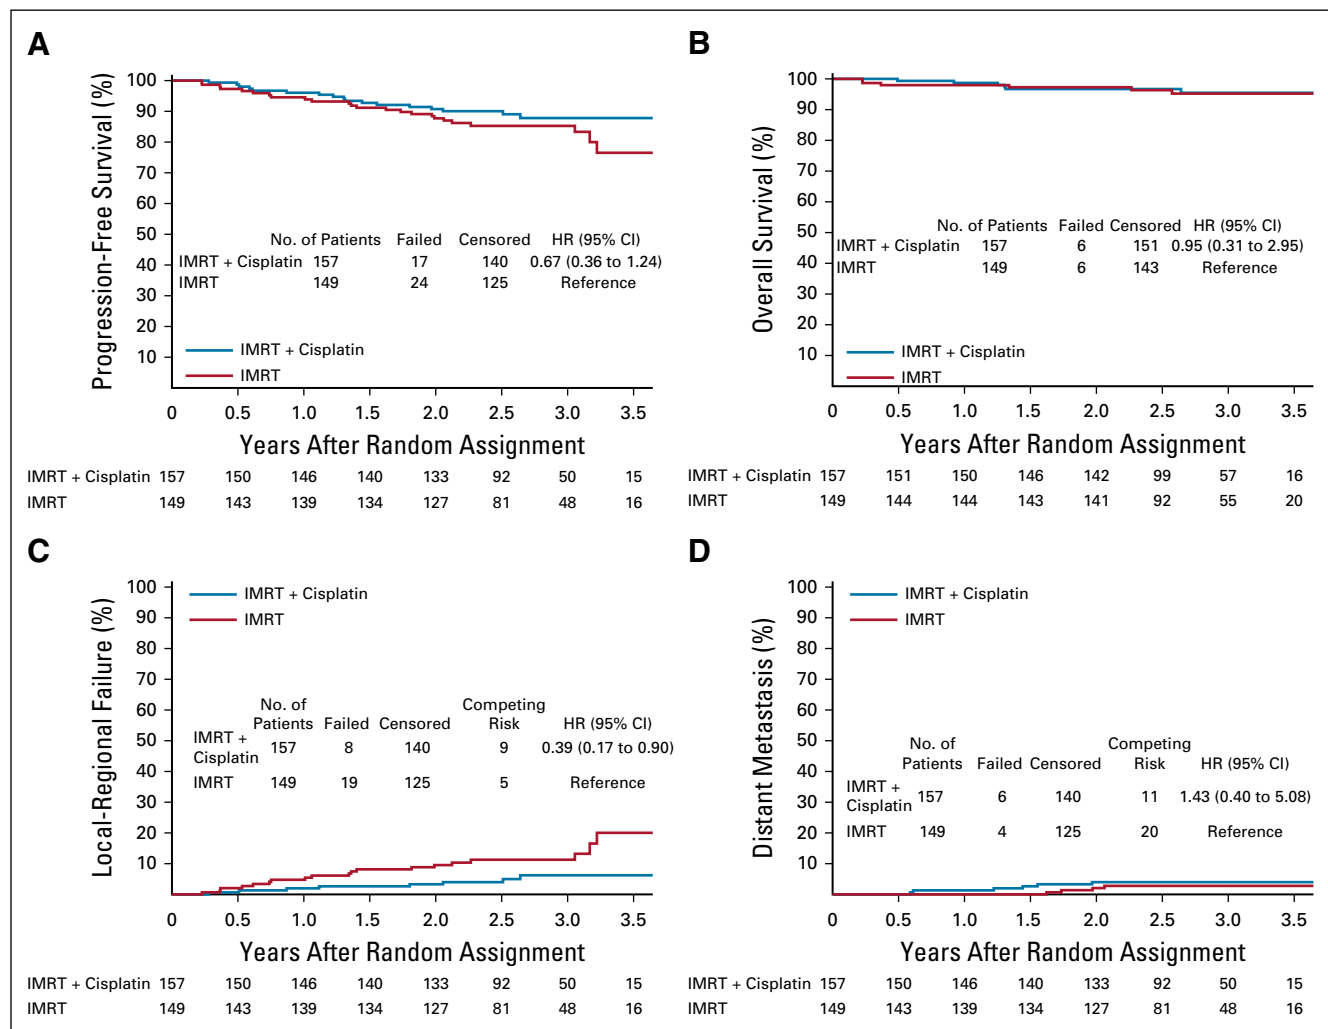 A
Progression-Free Survival (%)
100
90
80
70
60
50
40
30
20
10
No. of Patients Failed Censored HR (95% CI)
IMRT + Cisplatin 157 17 140 0.67 (0.36 to 1.24)
IMRT 149 24 125 Reference
IMRT + Cisplatin
IMRT
0 0.5 1.0 1.5 2.0 2.5 3.0 3.5
Years After Random Assignment
IMRT + Cisplatin 157 150 146 140 133 92 50 15
IMRT 149 143 139 134 127 81 48 16
B
Overall Survival (%)
100
90
80
70
60
50
40
30
20
10
No. of Patients Failed Censored HR (95% CI)
IMRT + Cisplatin 157 6 151 0.95 (0.31 to 2.95)
IMRT 149 6 143 Reference
IMRT + Cisplatin
IMRT
0 0.5 1.0 1.5 2.0 2.5 3.0 3.5
Years After Random Assignment
IMRT + Cisplatin 157 151 150 146 142 99 57 16
IMRT 149 144 144 143 141 92 55 20
C
Local-Regional Failure (%)
100
90
80
70
60
50
40
30
20
10
IMRT + Cisplatin
IMRT
No. of Competing
Patients Failed Censored Risk HR (95% CI)
IMRT +
Cisplatin 157 8 140 9 0.39 (0.17 to 0.90)
IMRT 149 19 125 5 Reference
0 0.5 1.0 1.5 2.0 2.5 3.0 3.5
Years After Random Assignment
IMRT + Cisplatin 157 150 146 140 133 92 50 15
IMRT 149 143 139 134 127 81 48 16
D
Distant Metastasis (%)
100
90
80
70
60
50
40
30
20
10
IMRT + Cisplatin
IMRT
No. of Competing
Patients Failed Censored Risk HR (95% CI)
IMRT +
Cisplatin 157 6 140 11 1.43 (0.40 to 5.08)
IMRT 149 4 125 20 Reference
0 0.5 1.0 1.5 2.0 2.5 3.0 3.5
Years After Random Assignment
IMRT + Cisplatin 157 150 146 140 133 92 50 15
IMRT 149 143 139 134 127 81 48 16